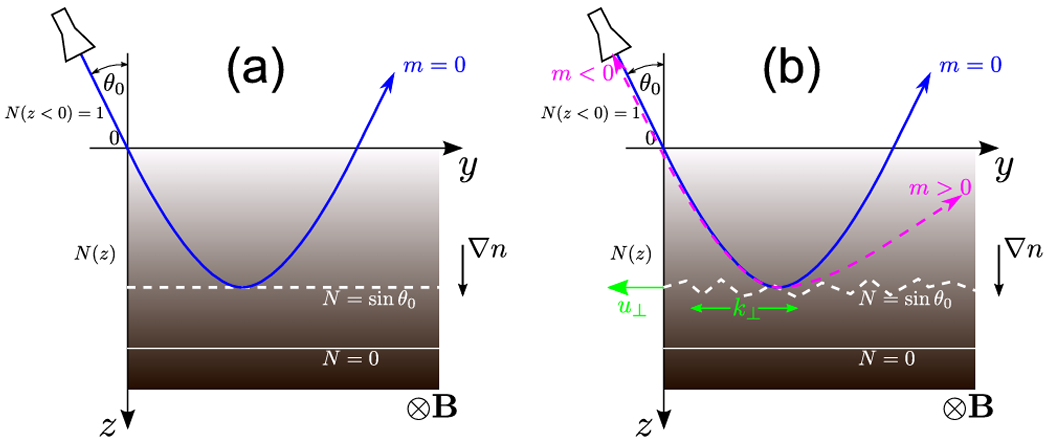 (a)
m = 0
θ₀
N(z < 0) = 1
0
y
N(z)
∇n
N = sin θ₀
N = 0
z
⊗B
(b)
m < 0
m = 0
θ₀
N(z < 0) = 1
0
y
m > 0
N(z)
∇n
N = sin θ₀
u⊥
k⊥
N = 0
z
⊗B